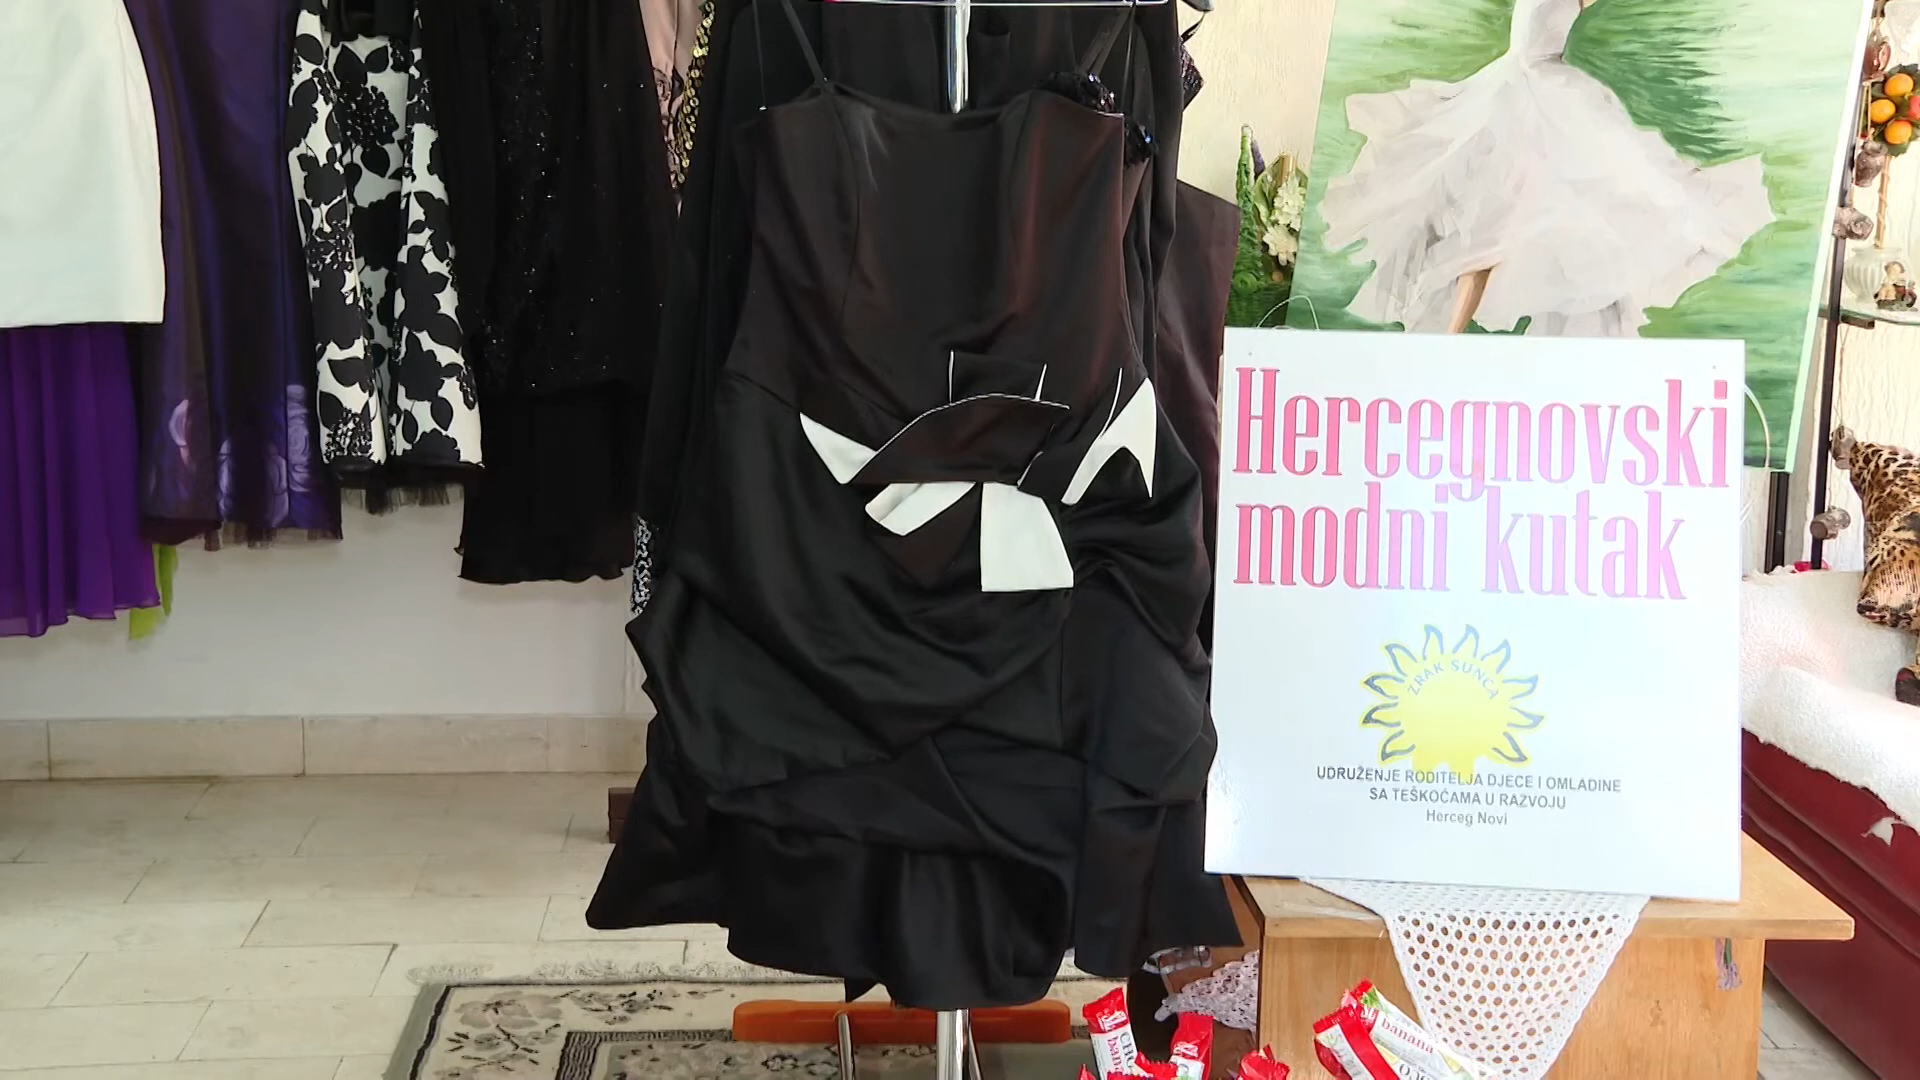 Hercegnovski
modni kutak
ZRAK SUNCA
UDRUŽENJE RODITELJA DJECE I OMLADINE
SA TEŠKOĆAMA U RAZVOJU
Herceg Novi
banana